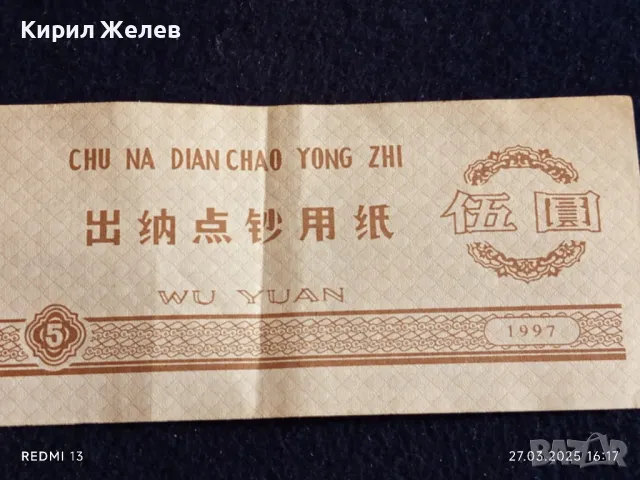 Кирил Желев
CHU NA DIAN CHAO YONG ZHI
出纳点钞用纸
伍圆
WU YUAN
5
1997
REDMI 13
27.03.2025 16:17
BAZAR